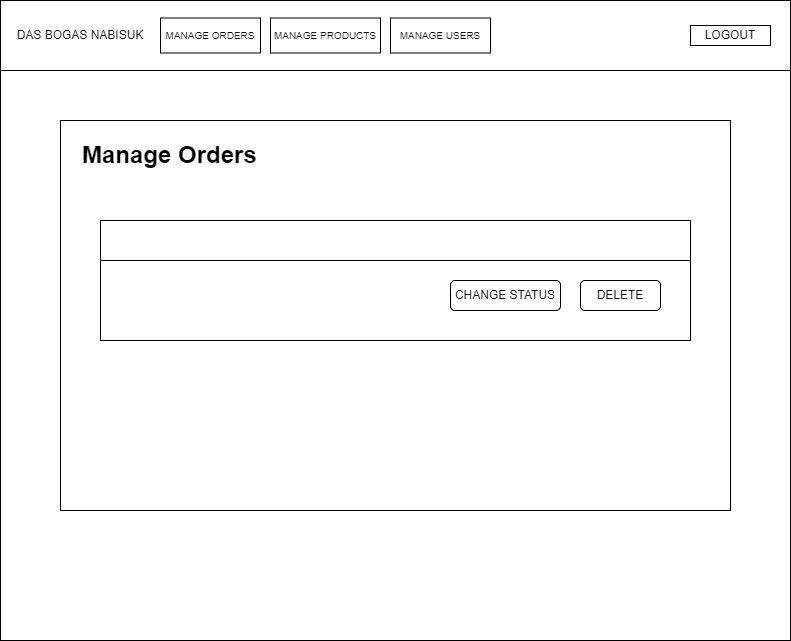 DAS BOGAS NABISUK
MANAGE ORDERS
MANAGE PRODUCTS
MANAGE USERS
LOGOUT
Manage Orders
CHANGE STATUS
DELETE